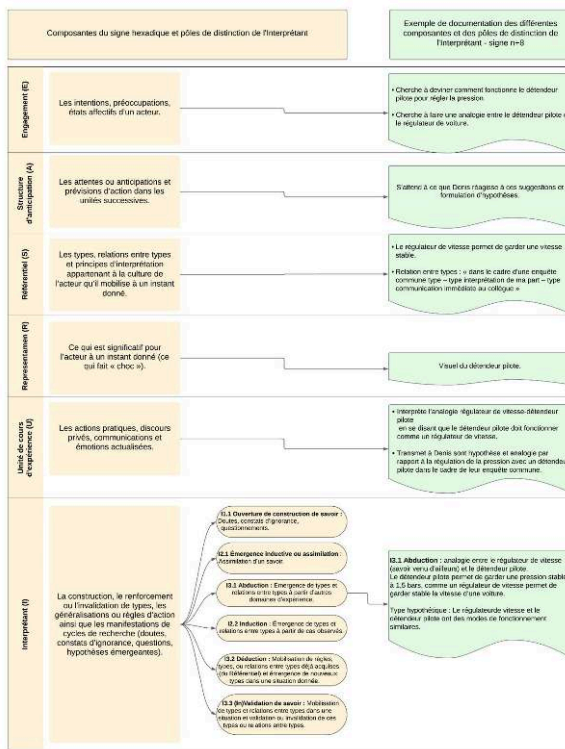 Composantes du signe hexadique et pôles de distinction de l'Interprétant
Exemple de documentation des différentes
composantes et des pôles de distinction de
l'Interprétant - signe n=8
Engagement (E)
Les intentions, préoccupations,
états affectifs d'un acteur.
• Cherche à deviner comment fonctionne le détendeur
pilote pour régler la pression
• Cherche à faire une analogie entre le détendeur pilote
le régulateur de voiture.
Structure
d'anticipation (A)
Les attentes ou anticipations et
prévisions d'action dans les
unités successives.
S'attend à ce que Denis réagisse à ces suggestions et
formulation d'hypothèses.
Référentiel (S)
Les types, relations entre types
et principes d'interprétation
appartenant à la culture de
l'acteur qu'il mobilise à un instant
donné.
• Le régulateur de vitesse permet de garder une vitesse
stable.
• Relation entre types : « dans le cadre d'une enquête
commune type – type interprétation de ma part – type
communication immédiate au collègue »
Representamen (R)
Ce qui est significatif pour
l'acteur à un instant donné (ce
qui fait « choc »).
Visuel du détendeur pilote.
Unité de cours
d'expérience (U)
Les actions pratiques, discours
privés, communications et
émotions actualisées.
• Interprète l'analogie régulateur de vitesse-détendeur
pilote
en se disant que le détendeur pilote doit fonctionner
comme un régulateur de vitesse.
• Transmet à Denis sont hypothèse et analogie par
rapport à la régulation de la pression avec un détendeur
pilote dans le cadre de leur enquête commune.
Interprétant (I)
La construction, le renforcement
ou l'invalidation de types, les
généralisations ou règles d'action
ainsi que les manifestations de
cycles de recherche (doutes,
constats d'ignorance, questions,
hypothèses émergeantes).
I1.1 Ouverture de construction de savoir :
Doutes, constats d'ignorance,
questionnements.
I2.1 Émergence inductive ou assimilation :
Assimilation d'un savoir.
I3.1 Abduction : Émergence de types et
relations entre types à partir d'autres
domaines d'expérience.
I2.2 Induction : Émergence de types et
relations entre types à partir de cas observés.
I3.2 Déduction : Mobilisation de règles,
types, ou relations entre types déjà acquises
(du Référentiel) et émergence de nouveaux
types dans une situation donnée.
I3.3 (In)Validation de savoir : Mobilisation
de types et relations entre types dans une
situation et validation ou invalidation de ces
types ou relations entre types.
I3.1 Abduction : analogie entre le régulateur de vitesse
(savoir venu d'ailleurs) et le détendeur pilote.
Le détendeur pilote permet de garder une pression stable
à 1,5 bars, comme un régulateur de vitesse permet de
garder stable la vitesse d'une voiture.
Type hypothétique : Le régulateurde vitesse et le
détendeur pilote ont des modes de fonctionnement
similaires.